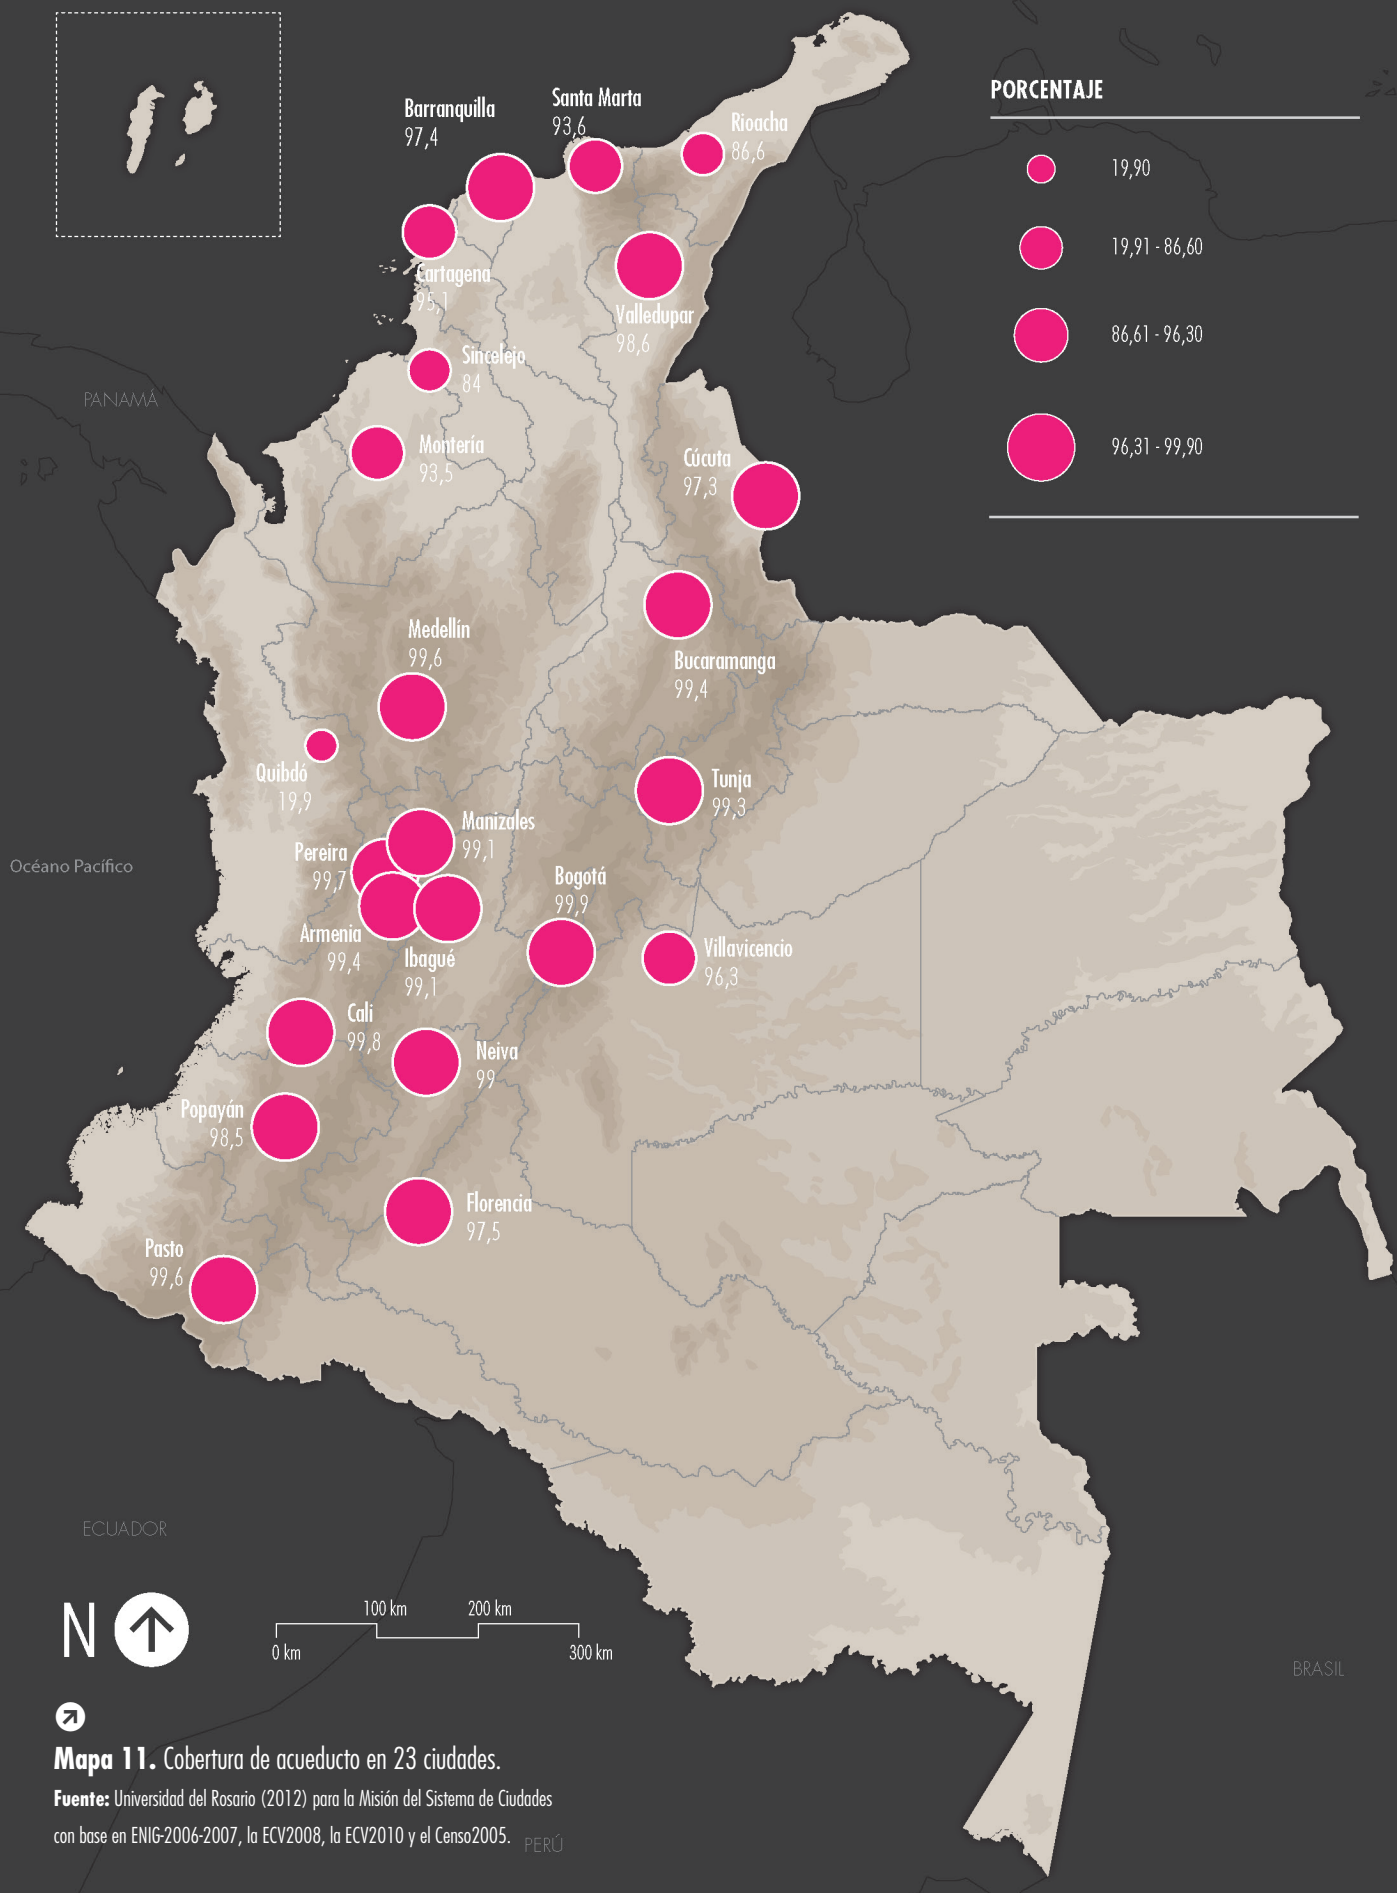 PORCENTAJE
19,90
19,91 - 86,60
86,61 - 96,30
96,31 - 99,90
Barranquilla
97,4
Santa Marta
93,6
Rioacha
86,6
Cartagena
95,1
Valledupar
98,6
Sincelejo
84
PANAMÁ
Montería
93,5
Cúcuta
97,3
Medellín
99,6
Bucaramanga
99,4
Quibdó
19,9
Tunja
99,3
Manizales
99,1
Pereira
99,7
Océano Pacífico
Bogotá
99,9
Armenia
99,4
Ibagué
99,1
Villavicencio
96,3
Cali
99,8
Neiva
99
Popayán
98,5
Florencia
97,5
Pasto
99,6
ECUADOR
N
100 km
200 km
0 km
300 km
BRASIL
Mapa 11. Cobertura de acueducto en 23 ciudades.
Fuente: Universidad del Rosario (2012) para la Misión del Sistema de Ciudades
con base en ENIG-2006-2007, la ECV2008, la ECV2010 y el Censo2005.
PERÚ